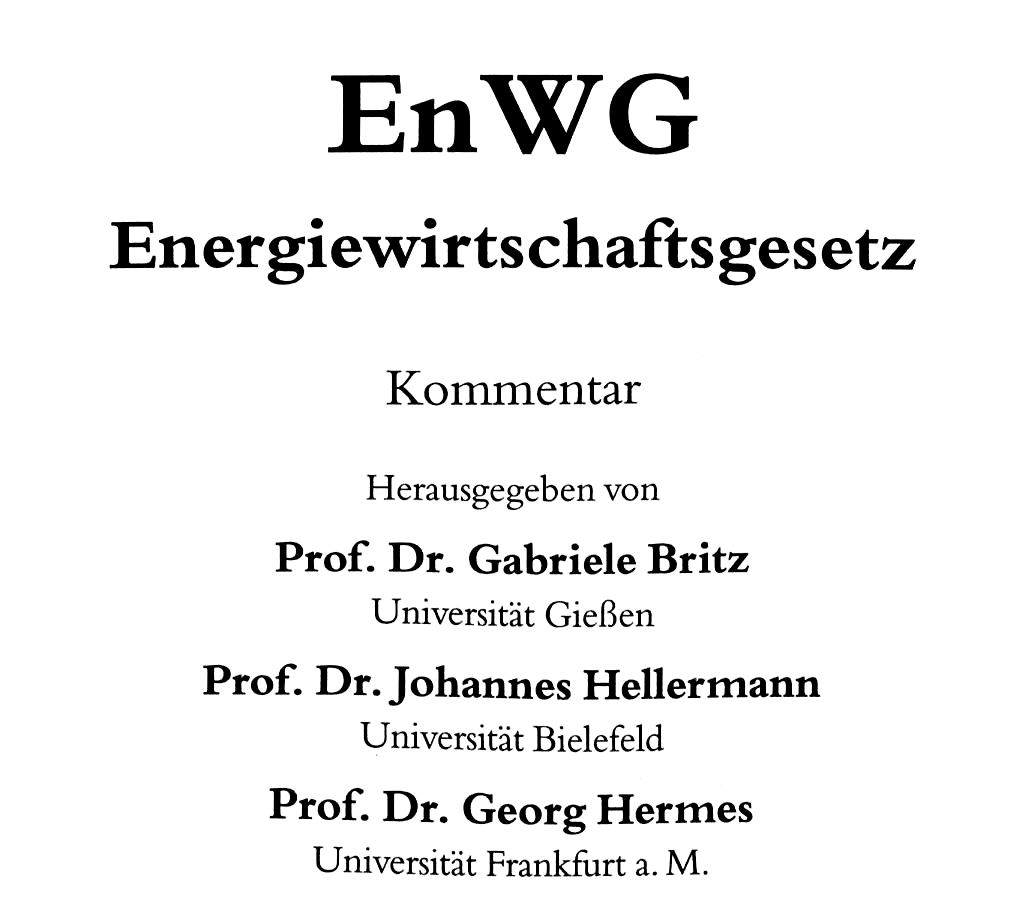 EnWG
Energiewirtschaftsgesetz
Kommentar
Herausgegeben von
Prof. Dr. Gabriele Britz
Universität Gießen
Prof. Dr. Johannes Hellermann
Universität Bielefeld
Prof. Dr. Georg Hermes
Universität Frankfurt a. M.